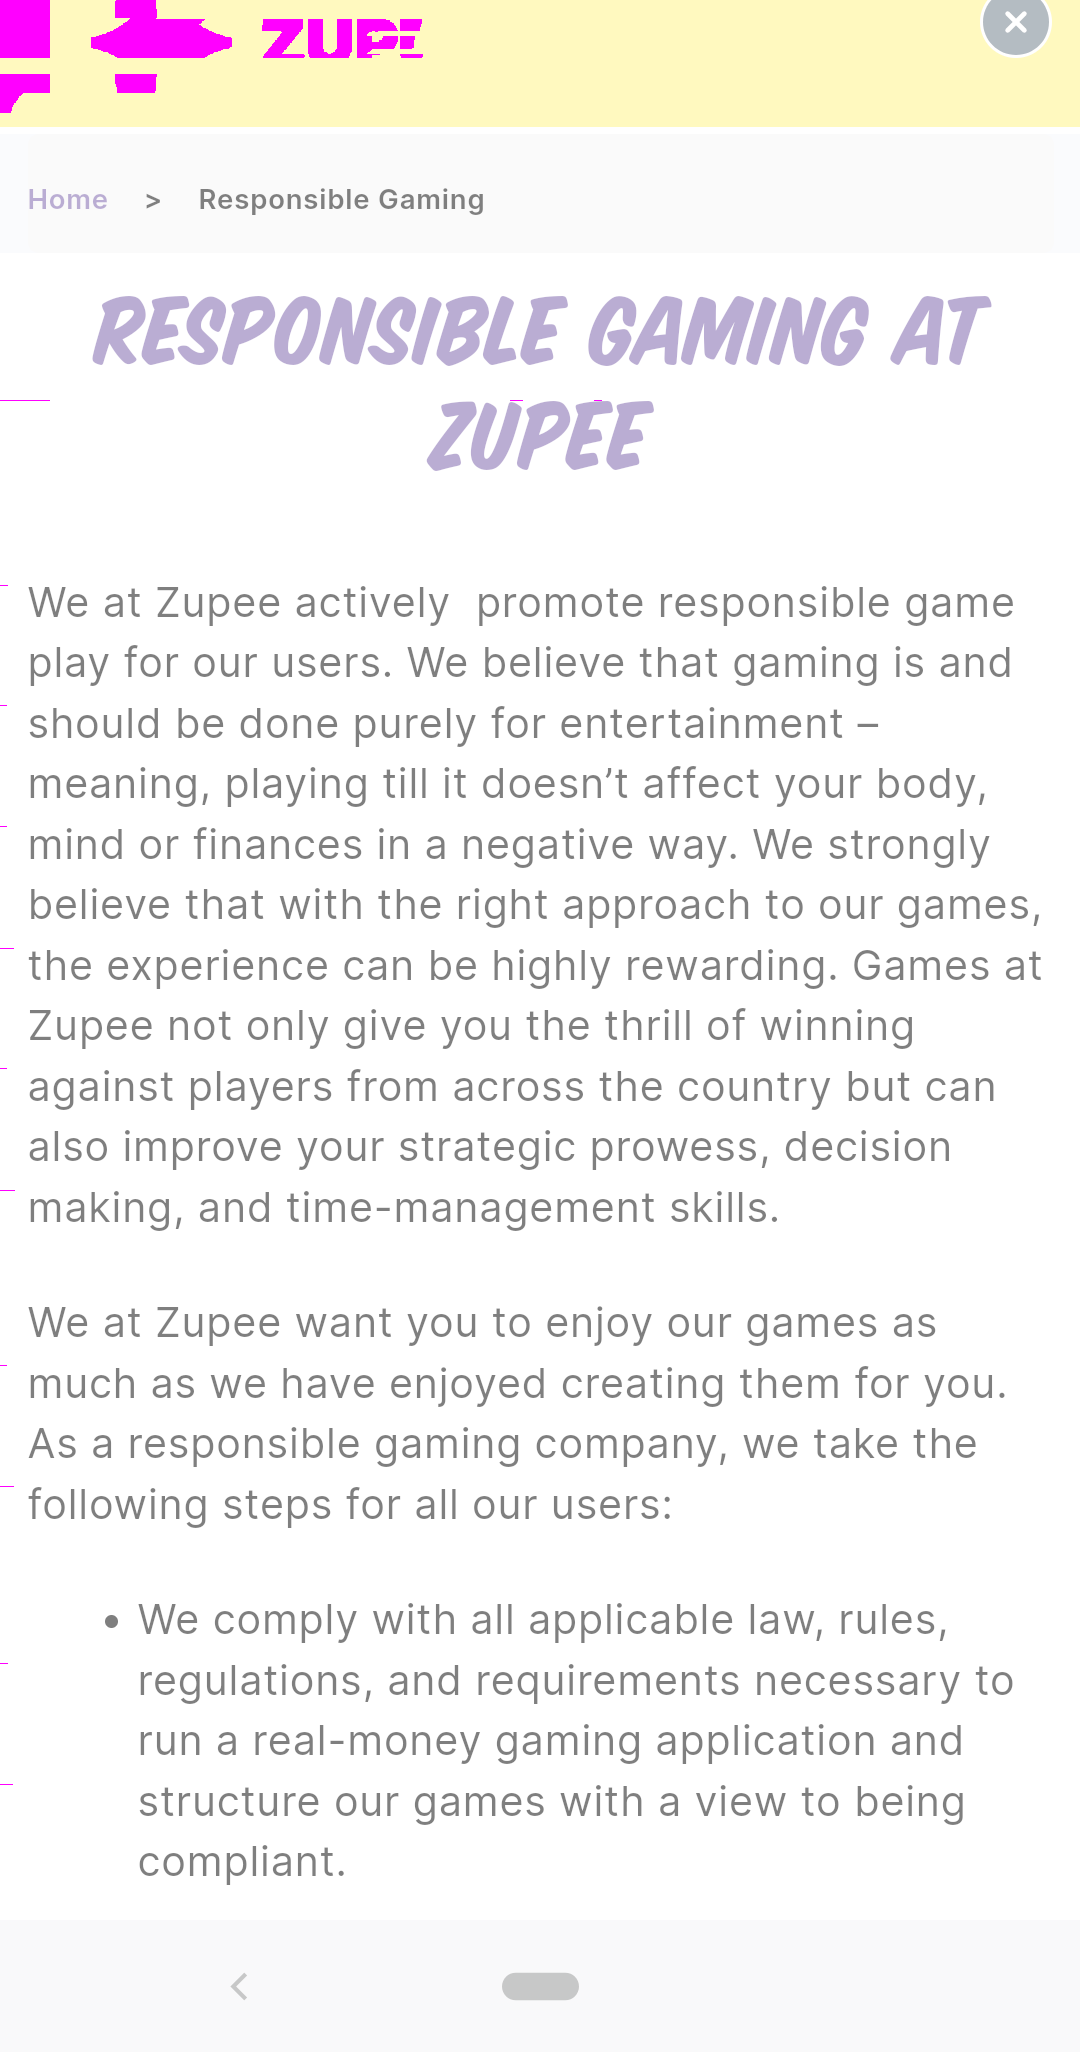 ZUPE
Home > Responsible Gaming
RESPONSIBLE GAMING AT
ZUPEE
We at Zupee actively  promote responsible game
play for our users. We believe that gaming is and
should be done purely for entertainment –
meaning, playing till it doesn’t affect your body,
mind or finances in a negative way. We strongly
believe that with the right approach to our games,
the experience can be highly rewarding. Games at
Zupee not only give you the thrill of winning
against players from across the country but can
also improve your strategic prowess, decision
making, and time-management skills.
We at Zupee want you to enjoy our games as
much as we have enjoyed creating them for you.
As a responsible gaming company, we take the
following steps for all our users:
• We comply with all applicable law, rules,
regulations, and requirements necessary to
run a real-money gaming application and
structure our games with a view to being
compliant.